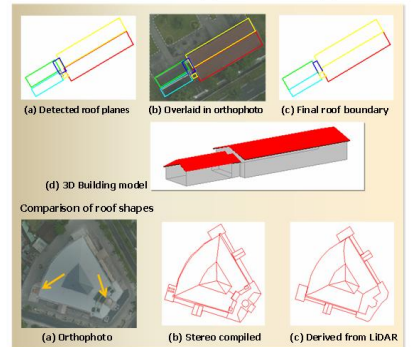 (a) Detected roof planes
(b) Overlaid in orthophoto
(c) Final roof boundary
(d) 3D Building model
Comparison of roof shapes
(a) Orthophoto
(b) Stereo compiled
(c) Derived from LiDAR